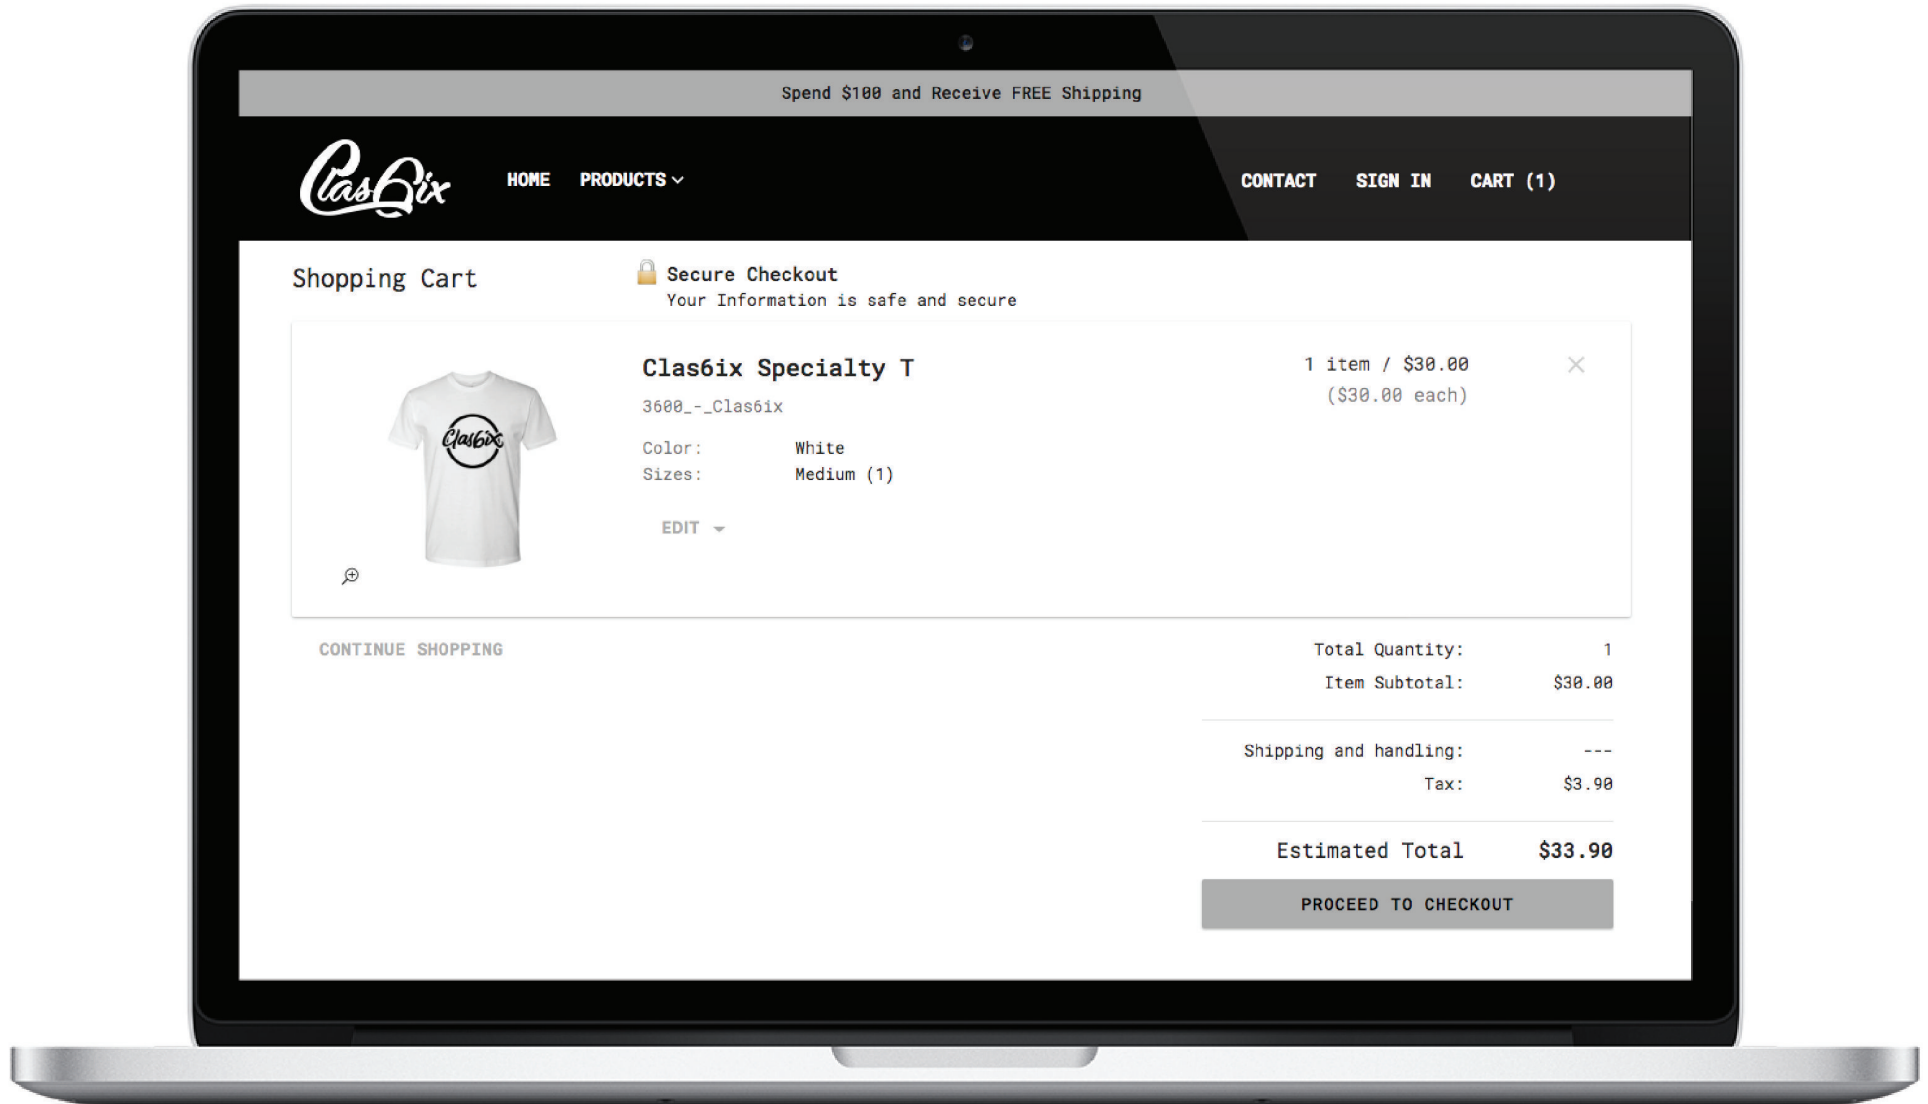 Spend $100 and Receive FREE Shipping
Clas6ix HOME PRODUCTS CONTACT SIGN IN CART (1)
Shopping Cart
Secure Checkout
Your Information is safe and secure
Clas6ix Specialty T
1 item / $30.00
($30.00 each)
3600_-_Clas6ix
Clas6ix
Color: White
Sizes: Medium (1)
EDIT
CONTINUE SHOPPING
Total Quantity: 1
Item Subtotal: $30.00
Shipping and handling: ---
Tax: $3.90
Estimated Total $33.90
PROCEED TO CHECKOUT